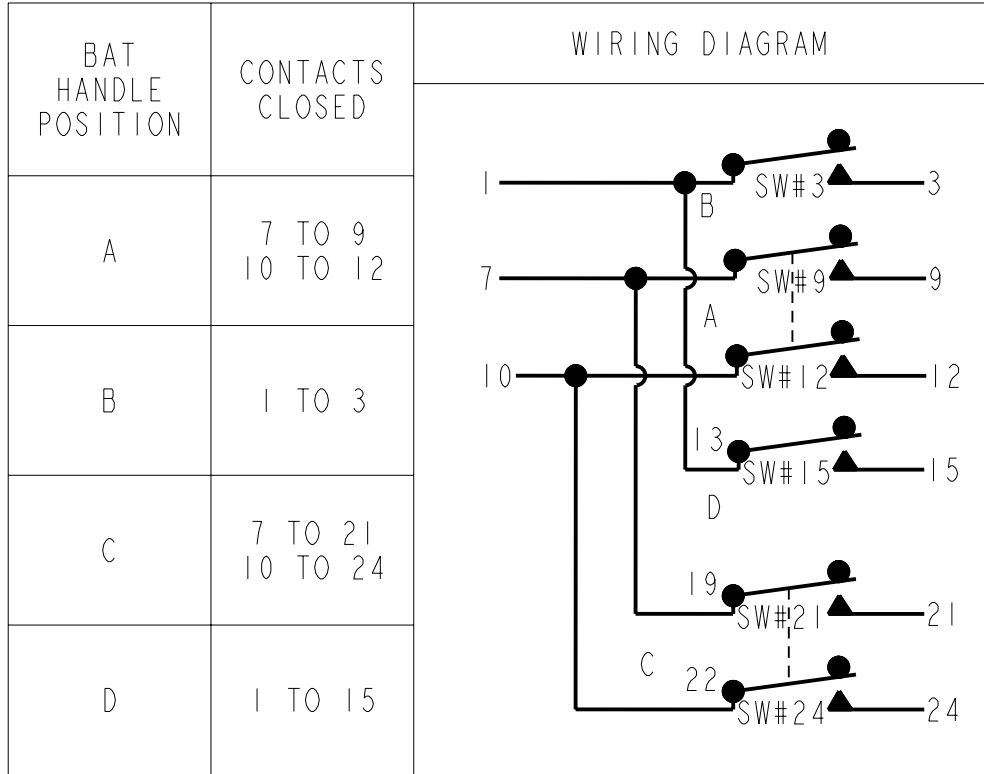 BAT
HANDLE
POSITION
CONTACTS
CLOSED
WIRING DIAGRAM
A
7 TO 9
10 TO 12
B
1 TO 3
C
7 TO 21
10 TO 24
D
1 TO 15
1
SW#3
3
B
7
SW#9
9
A
10
SW#12
12
13
SW#15
15
D
19
SW#21
21
C
22
SW#24
24